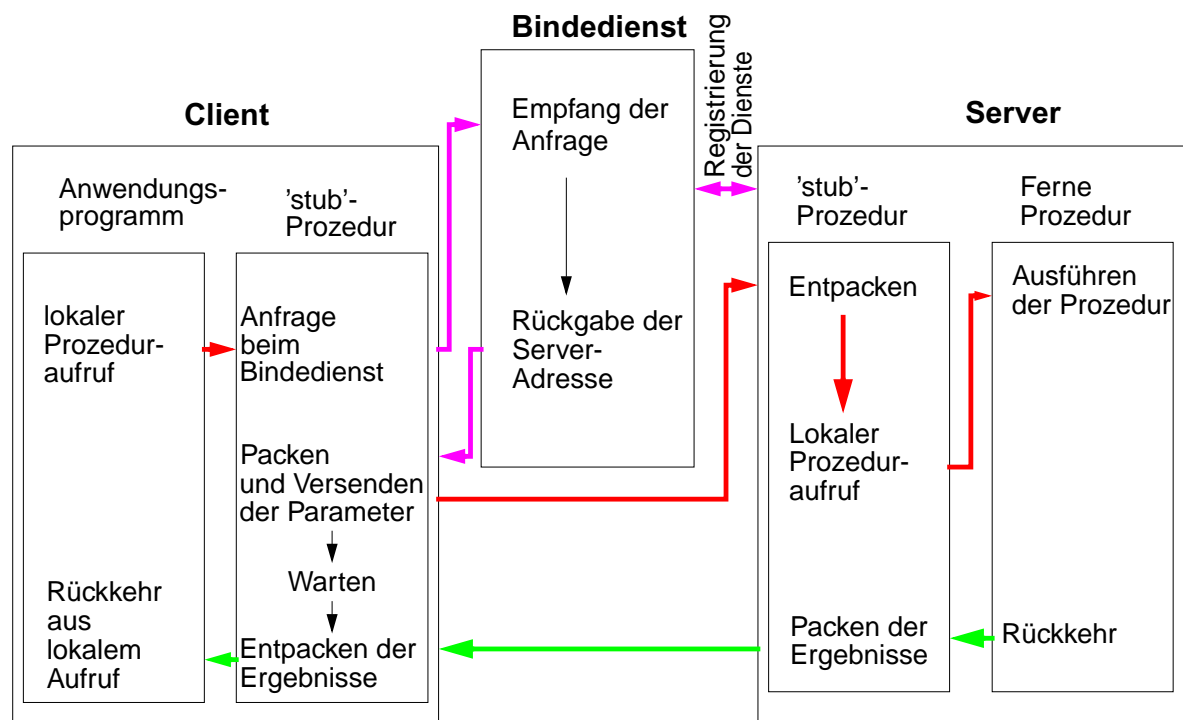 Bindedienst
Client
Server
Registrierung
der Dienste
Empfang der
Anfrage
Rückgabe der
Server-
Adresse
Anwendungs-
programm
’stub’-
Prozedur
lokaler
Prozedur-
aufruf
Anfrage
beim
Bindedienst
Packen
und Versenden
der Parameter
Warten
Entpacken der
Ergebnisse
Rückkehr
aus
lokalem
Aufruf
’stub’-
Prozedur
Ferne
Prozedur
Entpacken
Ausführen
der Prozedur
Lokaler
Prozedur-
aufruf
Packen der
Ergebnisse
Rückkehr